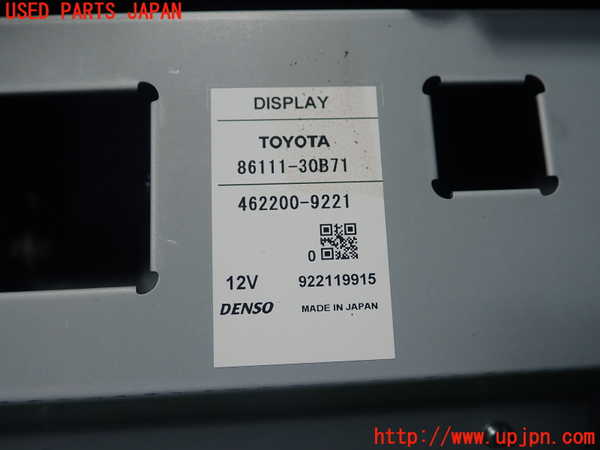 USED PARTS JAPAN
DISPLAY
TOYOTA
86111-30B71
462200-9221
0
12V 922119915
DENSO MADE IN JAPAN
http://www.upjpn.com/